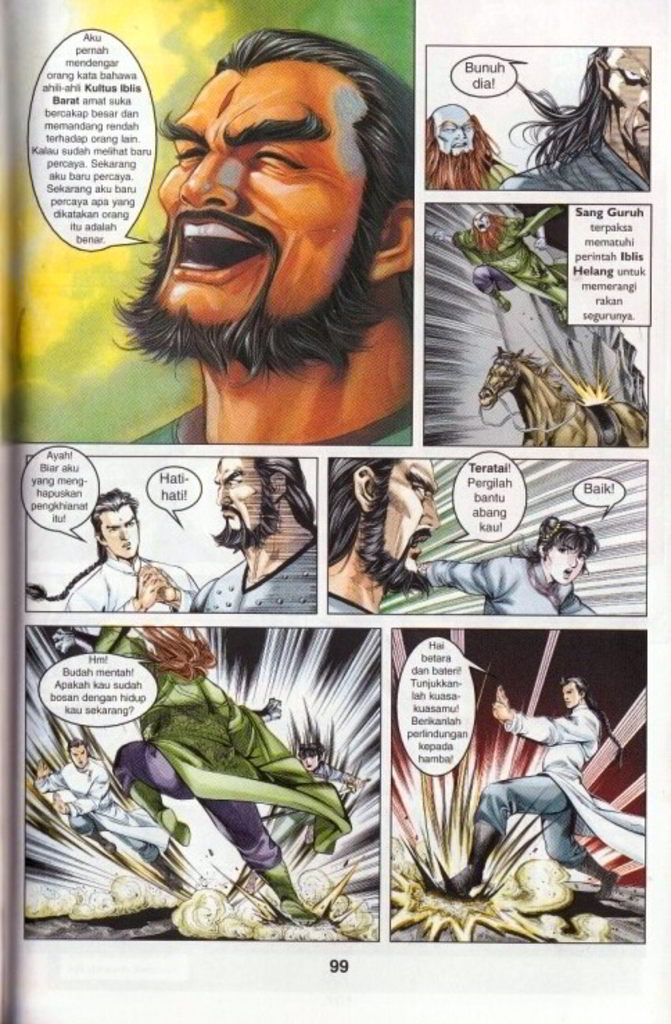 Aku
pernah
mendengar
orang kata bahawa
ahli-ahli Kultus Iblis
Barat amat suka
bercakap besar dan
memandang rendah
terhadap orang lain.
Kalau sudah melihat baru
percaya. Sekarang
aku baru percaya.
Sekarang aku baru
percaya apa yang
dikatakan orang
itu adalah
benar.
Bunuh
dia!
Sang Guruh
terpaksa
mematuhi
perintah Iblis
Helang untuk
memerangi
rakan
segurunya.
Ayah!
Biar aku
yang meng-
hapuskan
pengkhianat
itu!
Hati-
hati!
Teratai!
Pergilah
bantu
abang
kau!
Baik!
Hm!
Budah mentah!
Apakah kau sudah
bosan dengan hidup
kau sekarang?
Hai
betara
dan bateri!
Tunjukkan-
lah kuasa-
kuasamu!
Berikanlah
perlindungan
kepada
hamba!
99